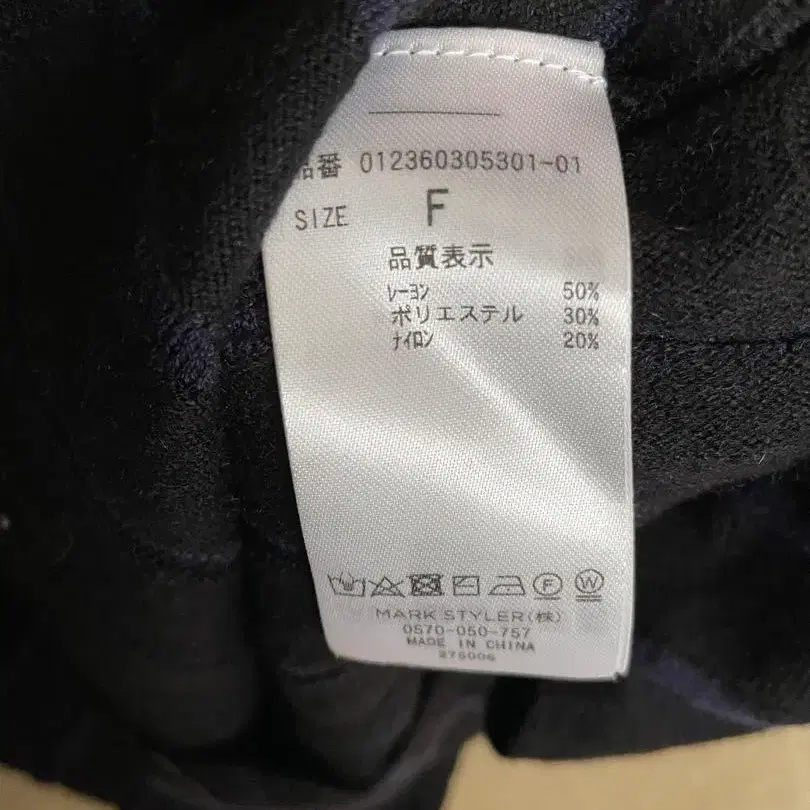 品番 012360305301-01
SIZE F
品質表示
ﾚｰﾖﾝ 50%
ポリエステル 30%
ﾅｲﾛﾝ 20%
F W
MARK STYLER(株)
0570-050-757
MADE IN CHINA
275006